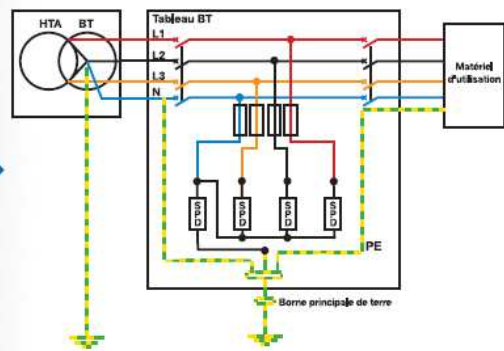 HTA BT
Tableau BT
L1
L2
L3
N
Matériel
d'utilisation
SPD
SPD
SPD
SPD
PE
Borne principale de terre